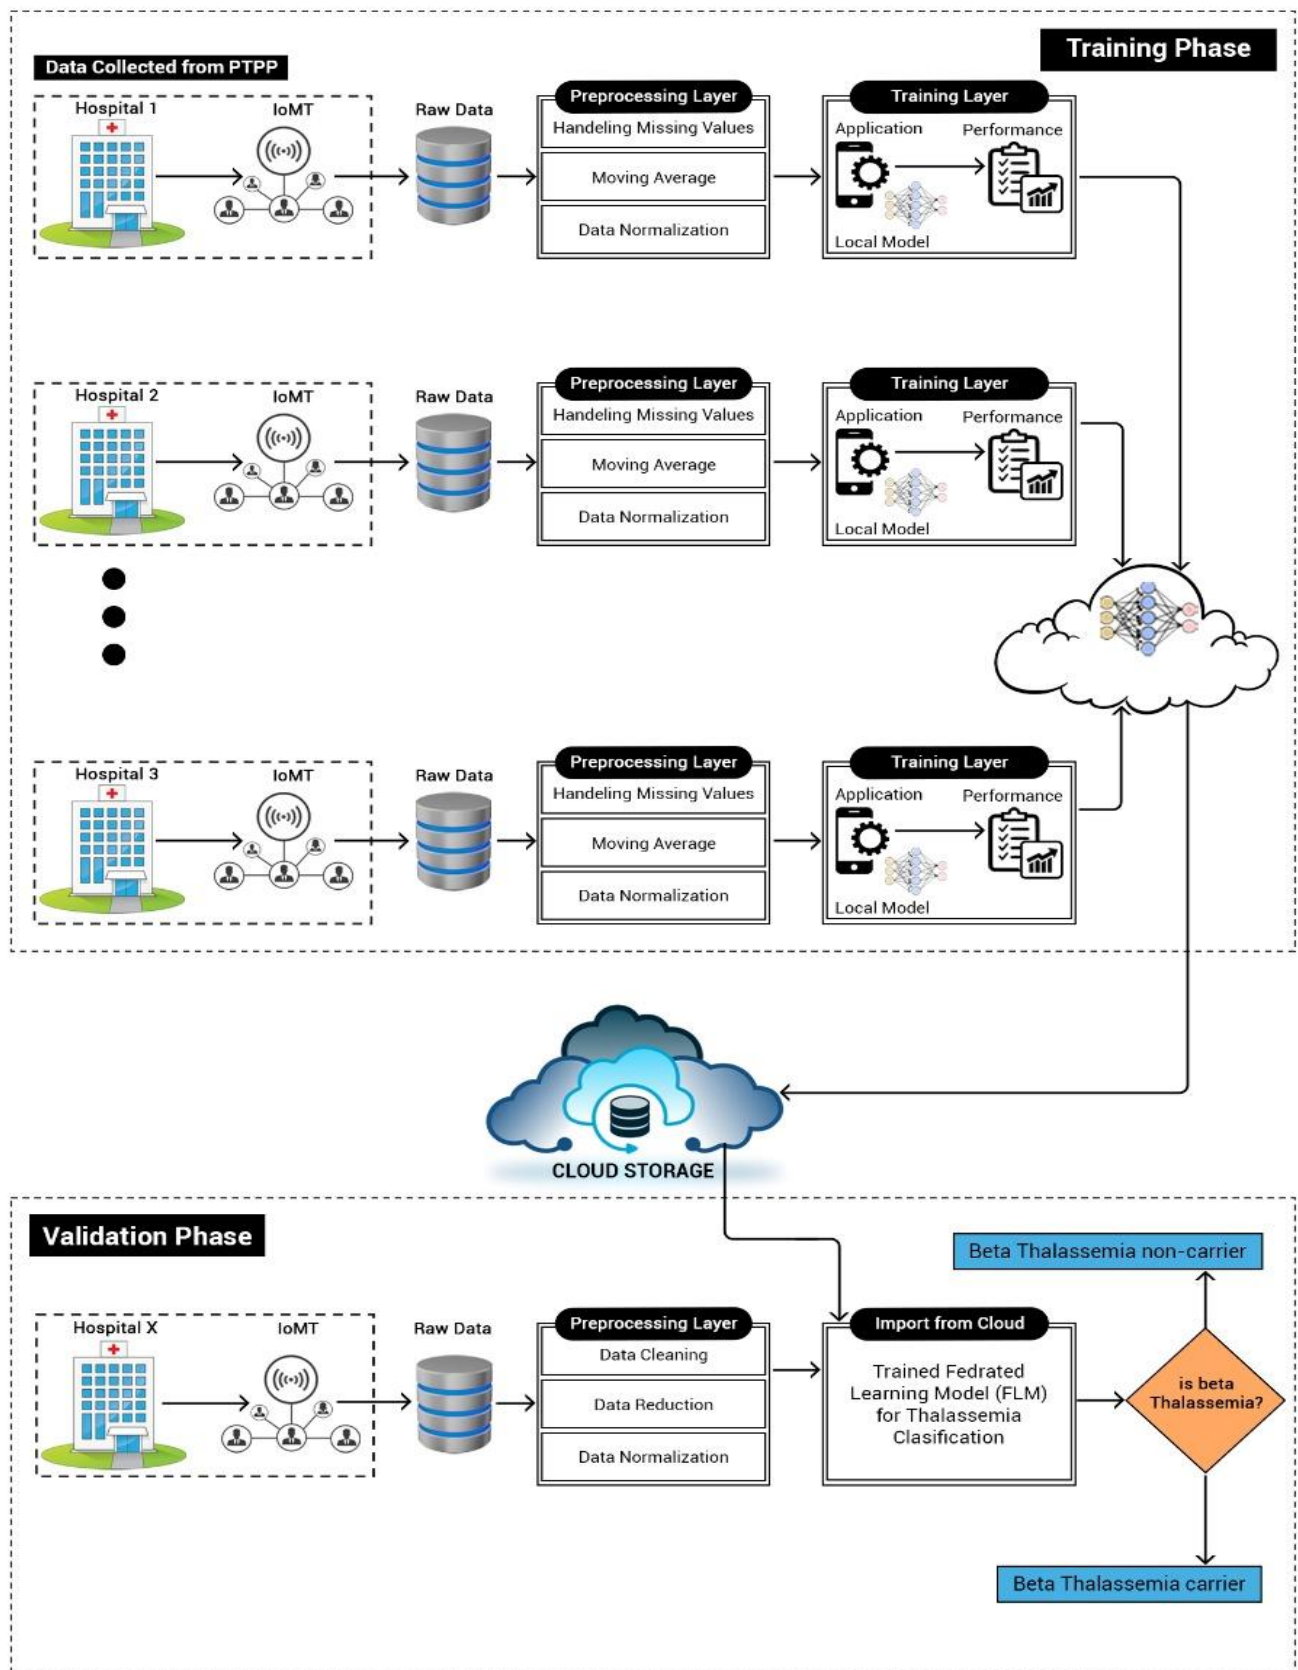 Training Phase
Data Collected from PTPP
Hospital 1
IoMT
Raw Data
Preprocessing Layer
Handeling Missing Values
Moving Average
Data Normalization
Training Layer
Application
Performance
Local Model
Hospital 2
IoMT
Raw Data
Preprocessing Layer
Handeling Missing Values
Moving Average
Data Normalization
Training Layer
Application
Performance
Local Model
Hospital 3
IoMT
Raw Data
Preprocessing Layer
Handeling Missing Values
Moving Average
Data Normalization
Training Layer
Application
Performance
Local Model
CLOUD STORAGE
Validation Phase
Hospital X
IoMT
Raw Data
Preprocessing Layer
Data Cleaning
Data Reduction
Data Normalization
Import from Cloud
Trained Fedrated
Learning Model (FLM)
for Thalassemia
Clasification
Beta Thalassemia non-carrier
is beta
Thalassemia?
Beta Thalassemia carrier